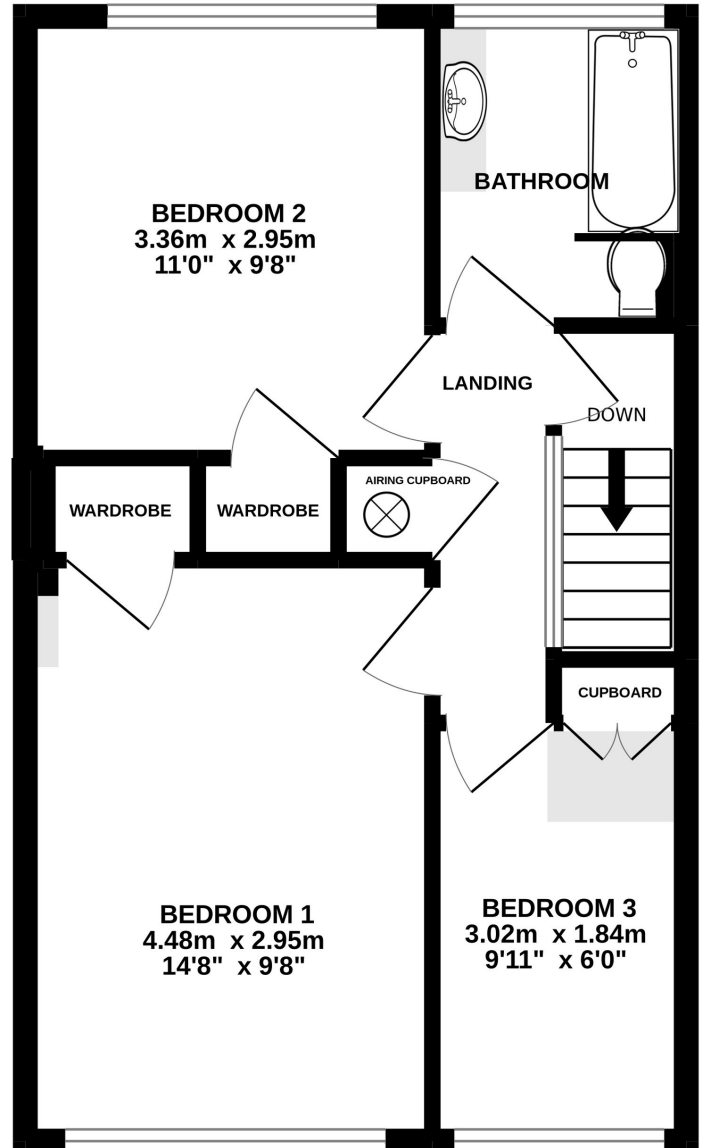 BATHROOM
BEDROOM 2
3.36m x 2.95m
11'0" x 9'8"
LANDING
DOWN
AIRING CUPBOARD
WARDROBE
WARDROBE
CUPBOARD
BEDROOM 1
4.48m x 2.95m
14'8" x 9'8"
BEDROOM 3
3.02m x 1.84m
9'11" x 6'0"